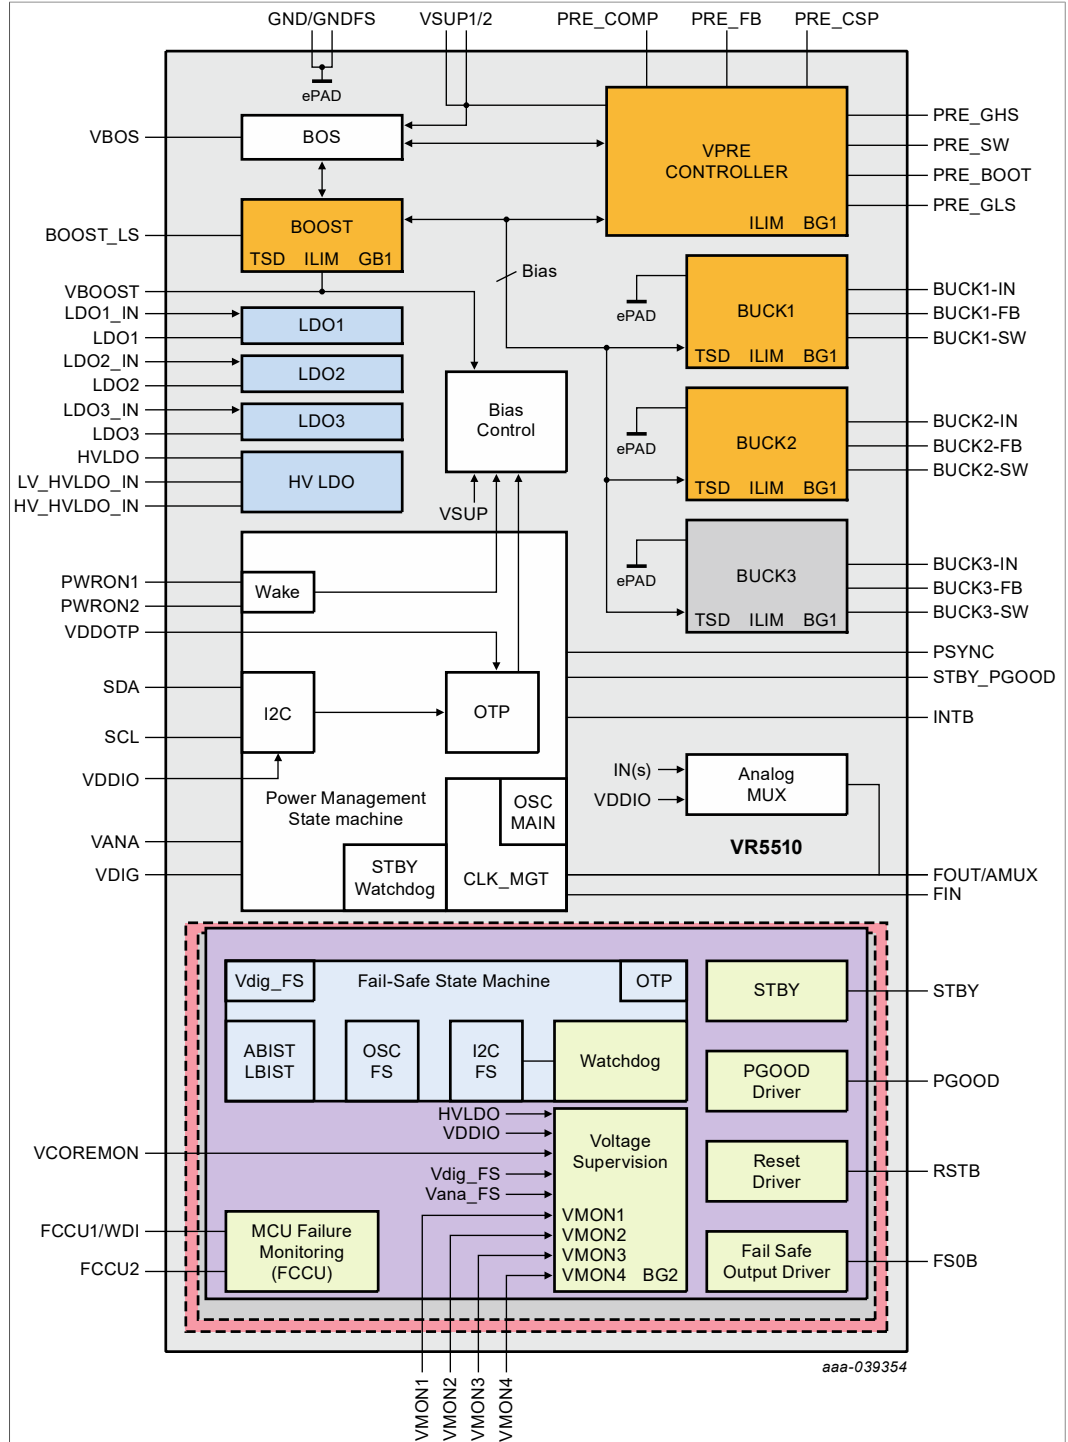 GND/GNDFS
VSUP1/2
PRE_COMP
PRE_FB
PRE_CSP
ePAD
VBOS
BOS
VPRE
CONTROLLER
ILIM
BG1
PRE_GHS
PRE_SW
PRE_BOOT
PRE_GLS
BOOST_LS
BOOST
TSD
ILIM
GB1
Bias
VBOOST
LDO1_IN
LDO1
LDO1
LDO2_IN
LDO2
LDO2
LDO3_IN
LDO3
LDO3
HVLDO
LV_HVLDO_IN
HV_HVLDO_IN
HV LDO
Bias
Control
VSUP
ePAD
BUCK1
TSD
ILIM
BG1
BUCK1-IN
BUCK1-FB
BUCK1-SW
ePAD
BUCK2
TSD
ILIM
BG1
BUCK2-IN
BUCK2-FB
BUCK2-SW
ePAD
BUCK3
TSD
ILIM
BG1
BUCK3-IN
BUCK3-FB
BUCK3-SW
PWRON1
PWRON2
Wake
VDDOTP
SDA
SCL
I2C
OTP
VDDIO
Power Management
State machine
VANA
VDIG
STBY
Watchdog
OSC
MAIN
CLK_MGT
PSYNC
STBY_PGOOD
INTB
IN(s)
VDDIO
Analog
MUX
VR5510
FOUT/AMUX
FIN
Vdig_FS
Fail-Safe State Machine
OTP
ABIST
LBIST
OSC
FS
I2C
FS
Watchdog
STBY
STBY
PGOOD
Driver
PGOOD
HVLDO
VDDIO
VCOREMON
Vdig_FS
Vana_FS
Voltage
Supervision
VMON1
VMON2
VMON3
VMON4
BG2
Reset
Driver
RSTB
FCCU1/WDI
FCCU2
MCU Failure
Monitoring
(FCCU)
Fail Safe
Output Driver
FS0B
VMON1
VMON2
VMON3
VMON4
aaa-039354